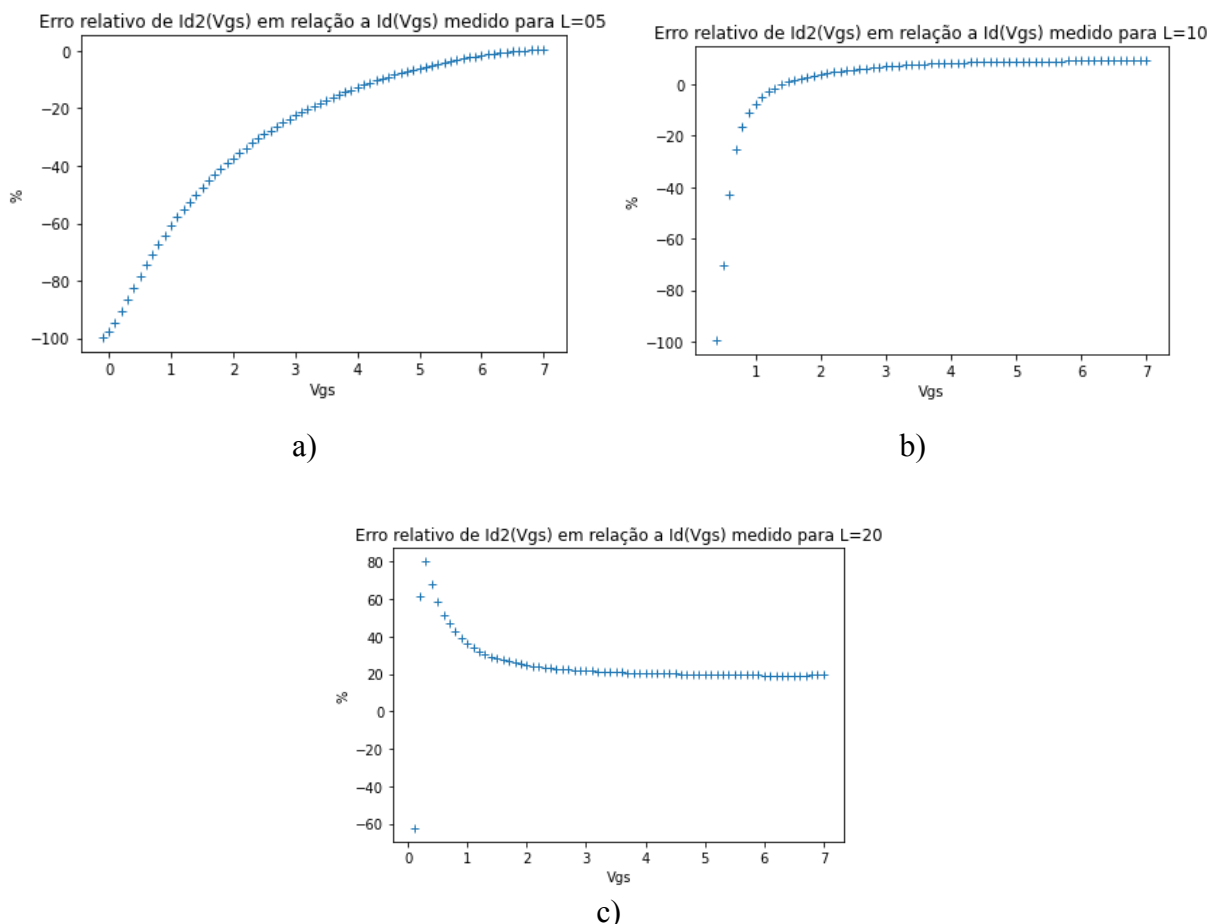 Erro relativo de Id2(Vgs) em relação a Id(Vgs) medido para L=05
0
−20
−40
−60
−80
−100
%
0 1 2 3 4 5 6 7
Vgs
a)
Erro relativo de Id2(Vgs) em relação a Id(Vgs) medido para L=10
0
−20
−40
−60
−80
−100
%
1 2 3 4 5 6 7
Vgs
b)
Erro relativo de Id2(Vgs) em relação a Id(Vgs) medido para L=20
80
60
40
20
0
−20
−40
−60
%
0 1 2 3 4 5 6 7
Vgs
c)